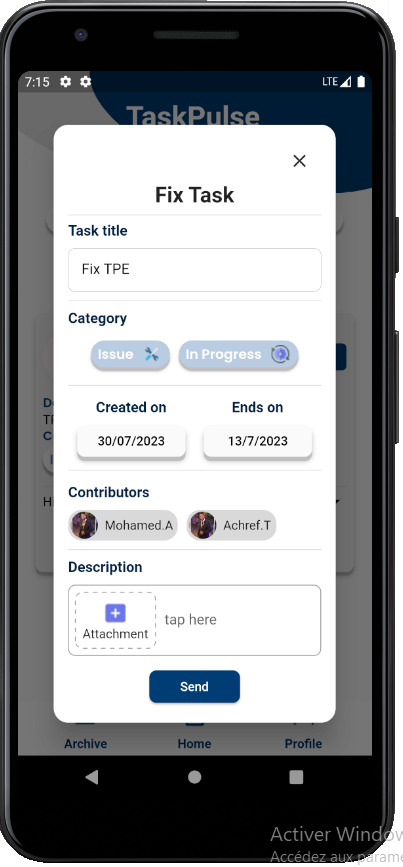 7:15
LTE
TaskPulse
Fix Task
Task title
Fix TPE
Category
Issue
In Progress
Created on
Ends on
30/07/2023
13/7/2023
Contributors
Mohamed.A
Achref.T
Description
Attachment
tap here
Send
Archive
Home
Profile
Activer Window
Accédez aux parame